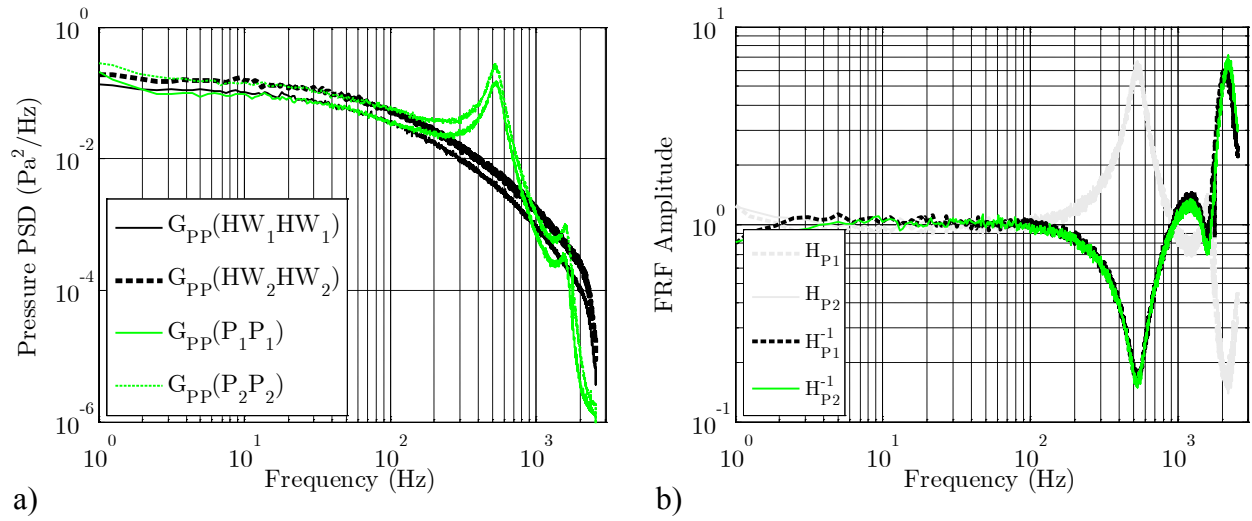 10^0
10^-2
10^-4
10^-6
Pressure PSD (Pa^2/Hz)
G_PP(HW_1HW_1)
G_PP(HW_2HW_2)
G_PP(P_1P_1)
G_PP(P_2P_2)
10^0 10^1 10^2 10^3
Frequency (Hz)
a)
10^1
10^0
10^-1
FRF Amplitude
H_P1
H_P2
H_P1^-1
H_P2^-1
10^0 10^1 10^2 10^3
Frequency (Hz)
b)